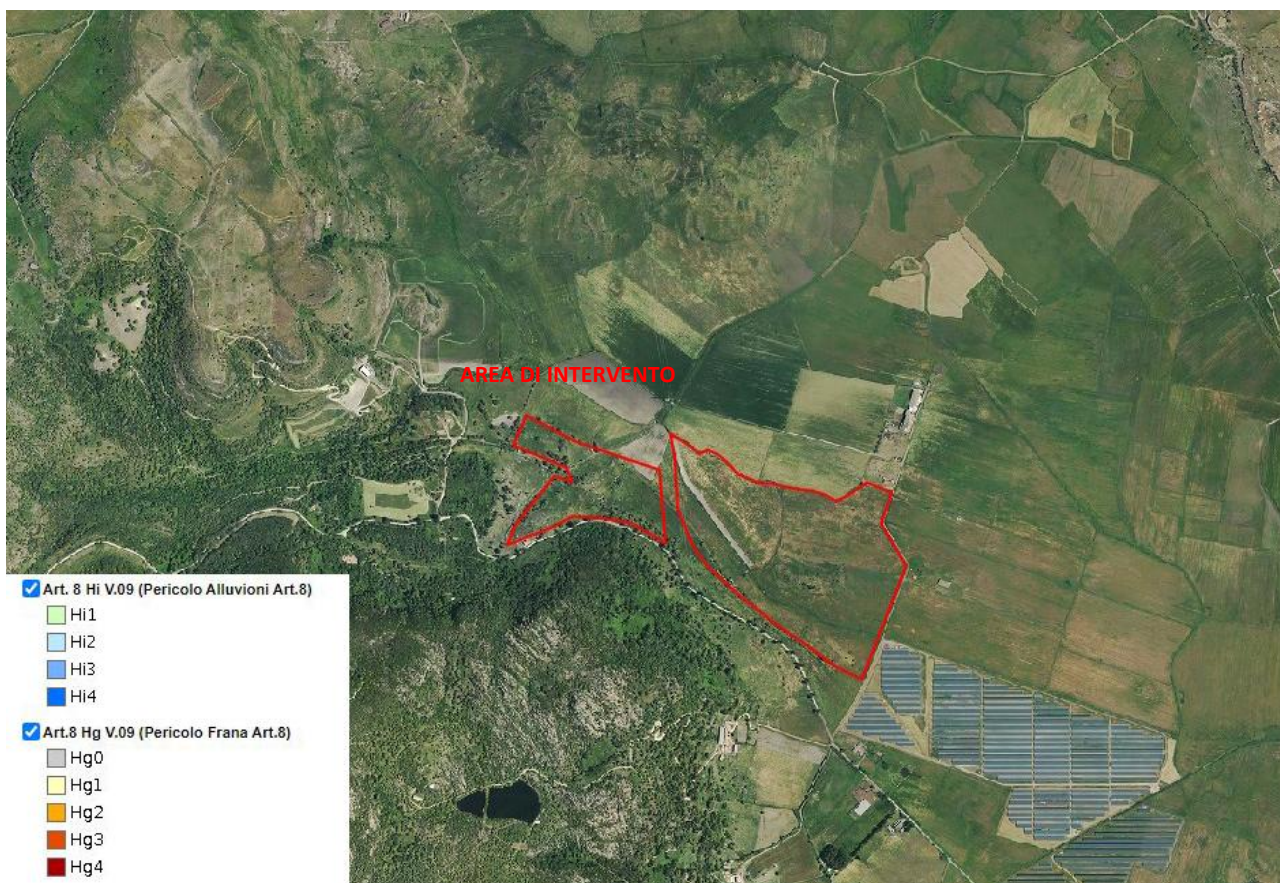 AREA DI INTERVENTO
Art. 8 Hi V.09 (Pericolo Alluvioni Art.8)
Hi1
Hi2
Hi3
Hi4
Art.8 Hg V.09 (Pericolo Frana Art.8)
Hg0
Hg1
Hg2
Hg3
Hg4